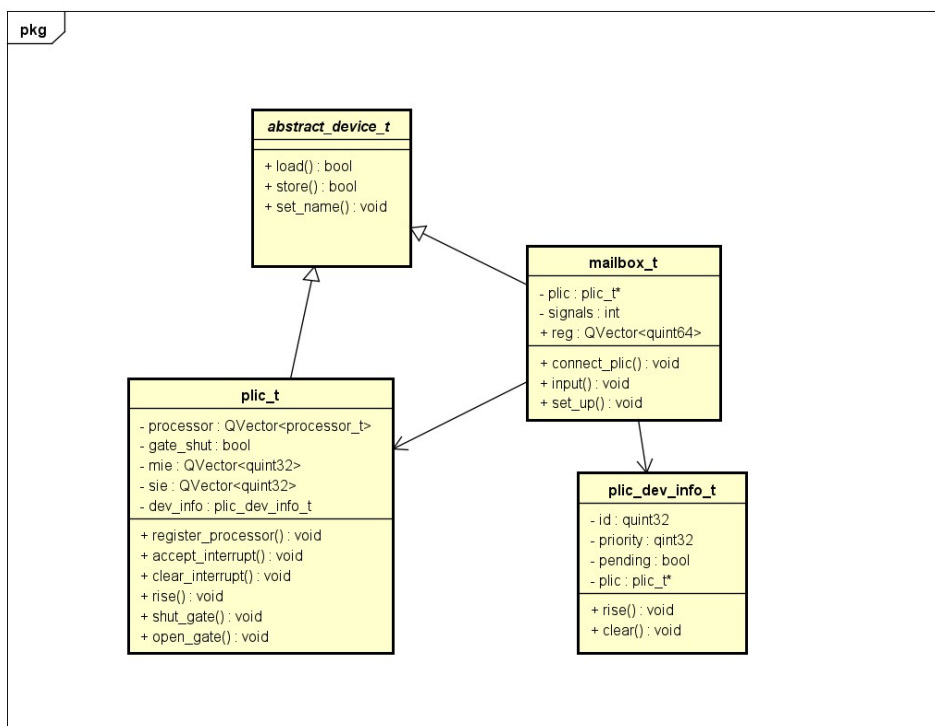 pkg
abstract_device_t
+ load() : bool
+ store() : bool
+ set_name() : void
mailbox_t
- plic : plic_t*
- signals : int
+ reg : QVector<quint64>
+ connect_plic() : void
+ input() : void
+ set_up() : void
plic_t
- processor : QVector<processor_t>
- gate_shut : bool
- mie : QVector<quint32>
- sie : QVector<quint32>
- dev_info : plic_dev_info_t
+ register_processor() : void
+ accept_interrupt() : void
+ clear_interrupt() : void
+ rise() : void
+ shut_gate() : void
+ open_gate() : void
plic_dev_info_t
- id : quint32
- priority : qint32
- pending : bool
- plic : plic_t*
+ rise() : void
+ clear() : void